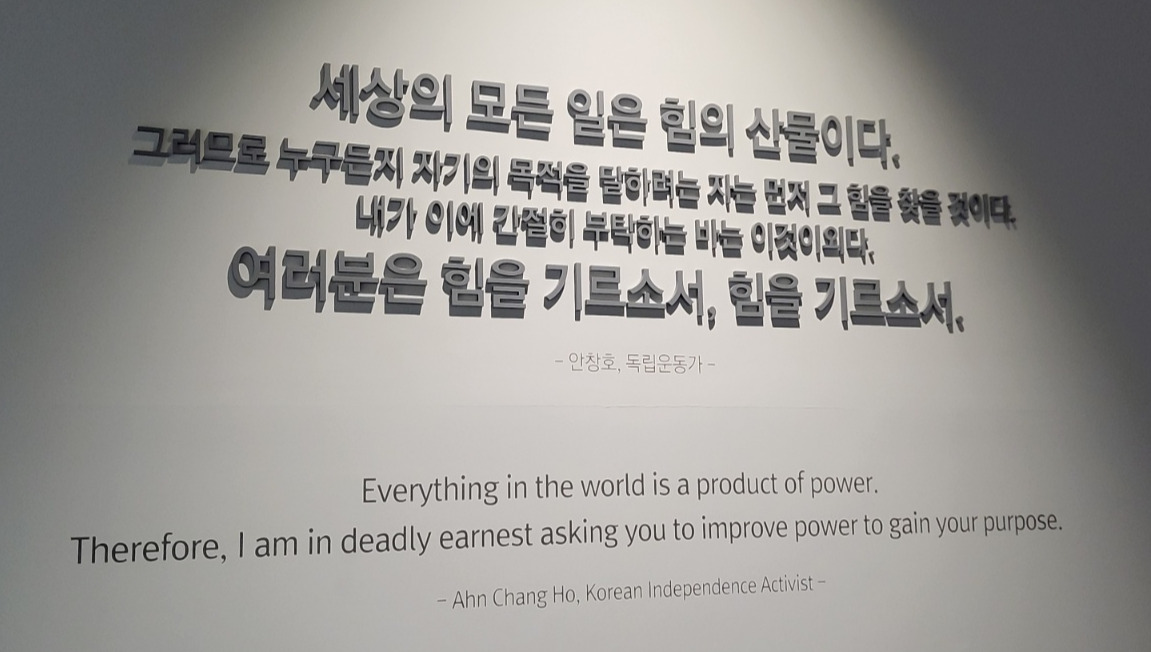 세상의 모든 일은 힘의 산물이다.
그러므로 누구든지 자기의 목적을 달하려는 자는 먼저 그 힘을 찾을 것이다.
내가 이에 간절히 부탁하는 바는 이것이외다.
여러분은 힘을 기르소서, 힘을 기르소서.
– 안창호, 독립운동가 –
Everything in the world is a product of power.
Therefore, I am in deadly earnest asking you to improve power to gain your purpose.
– Ahn Chang Ho, Korean Independence Activist –